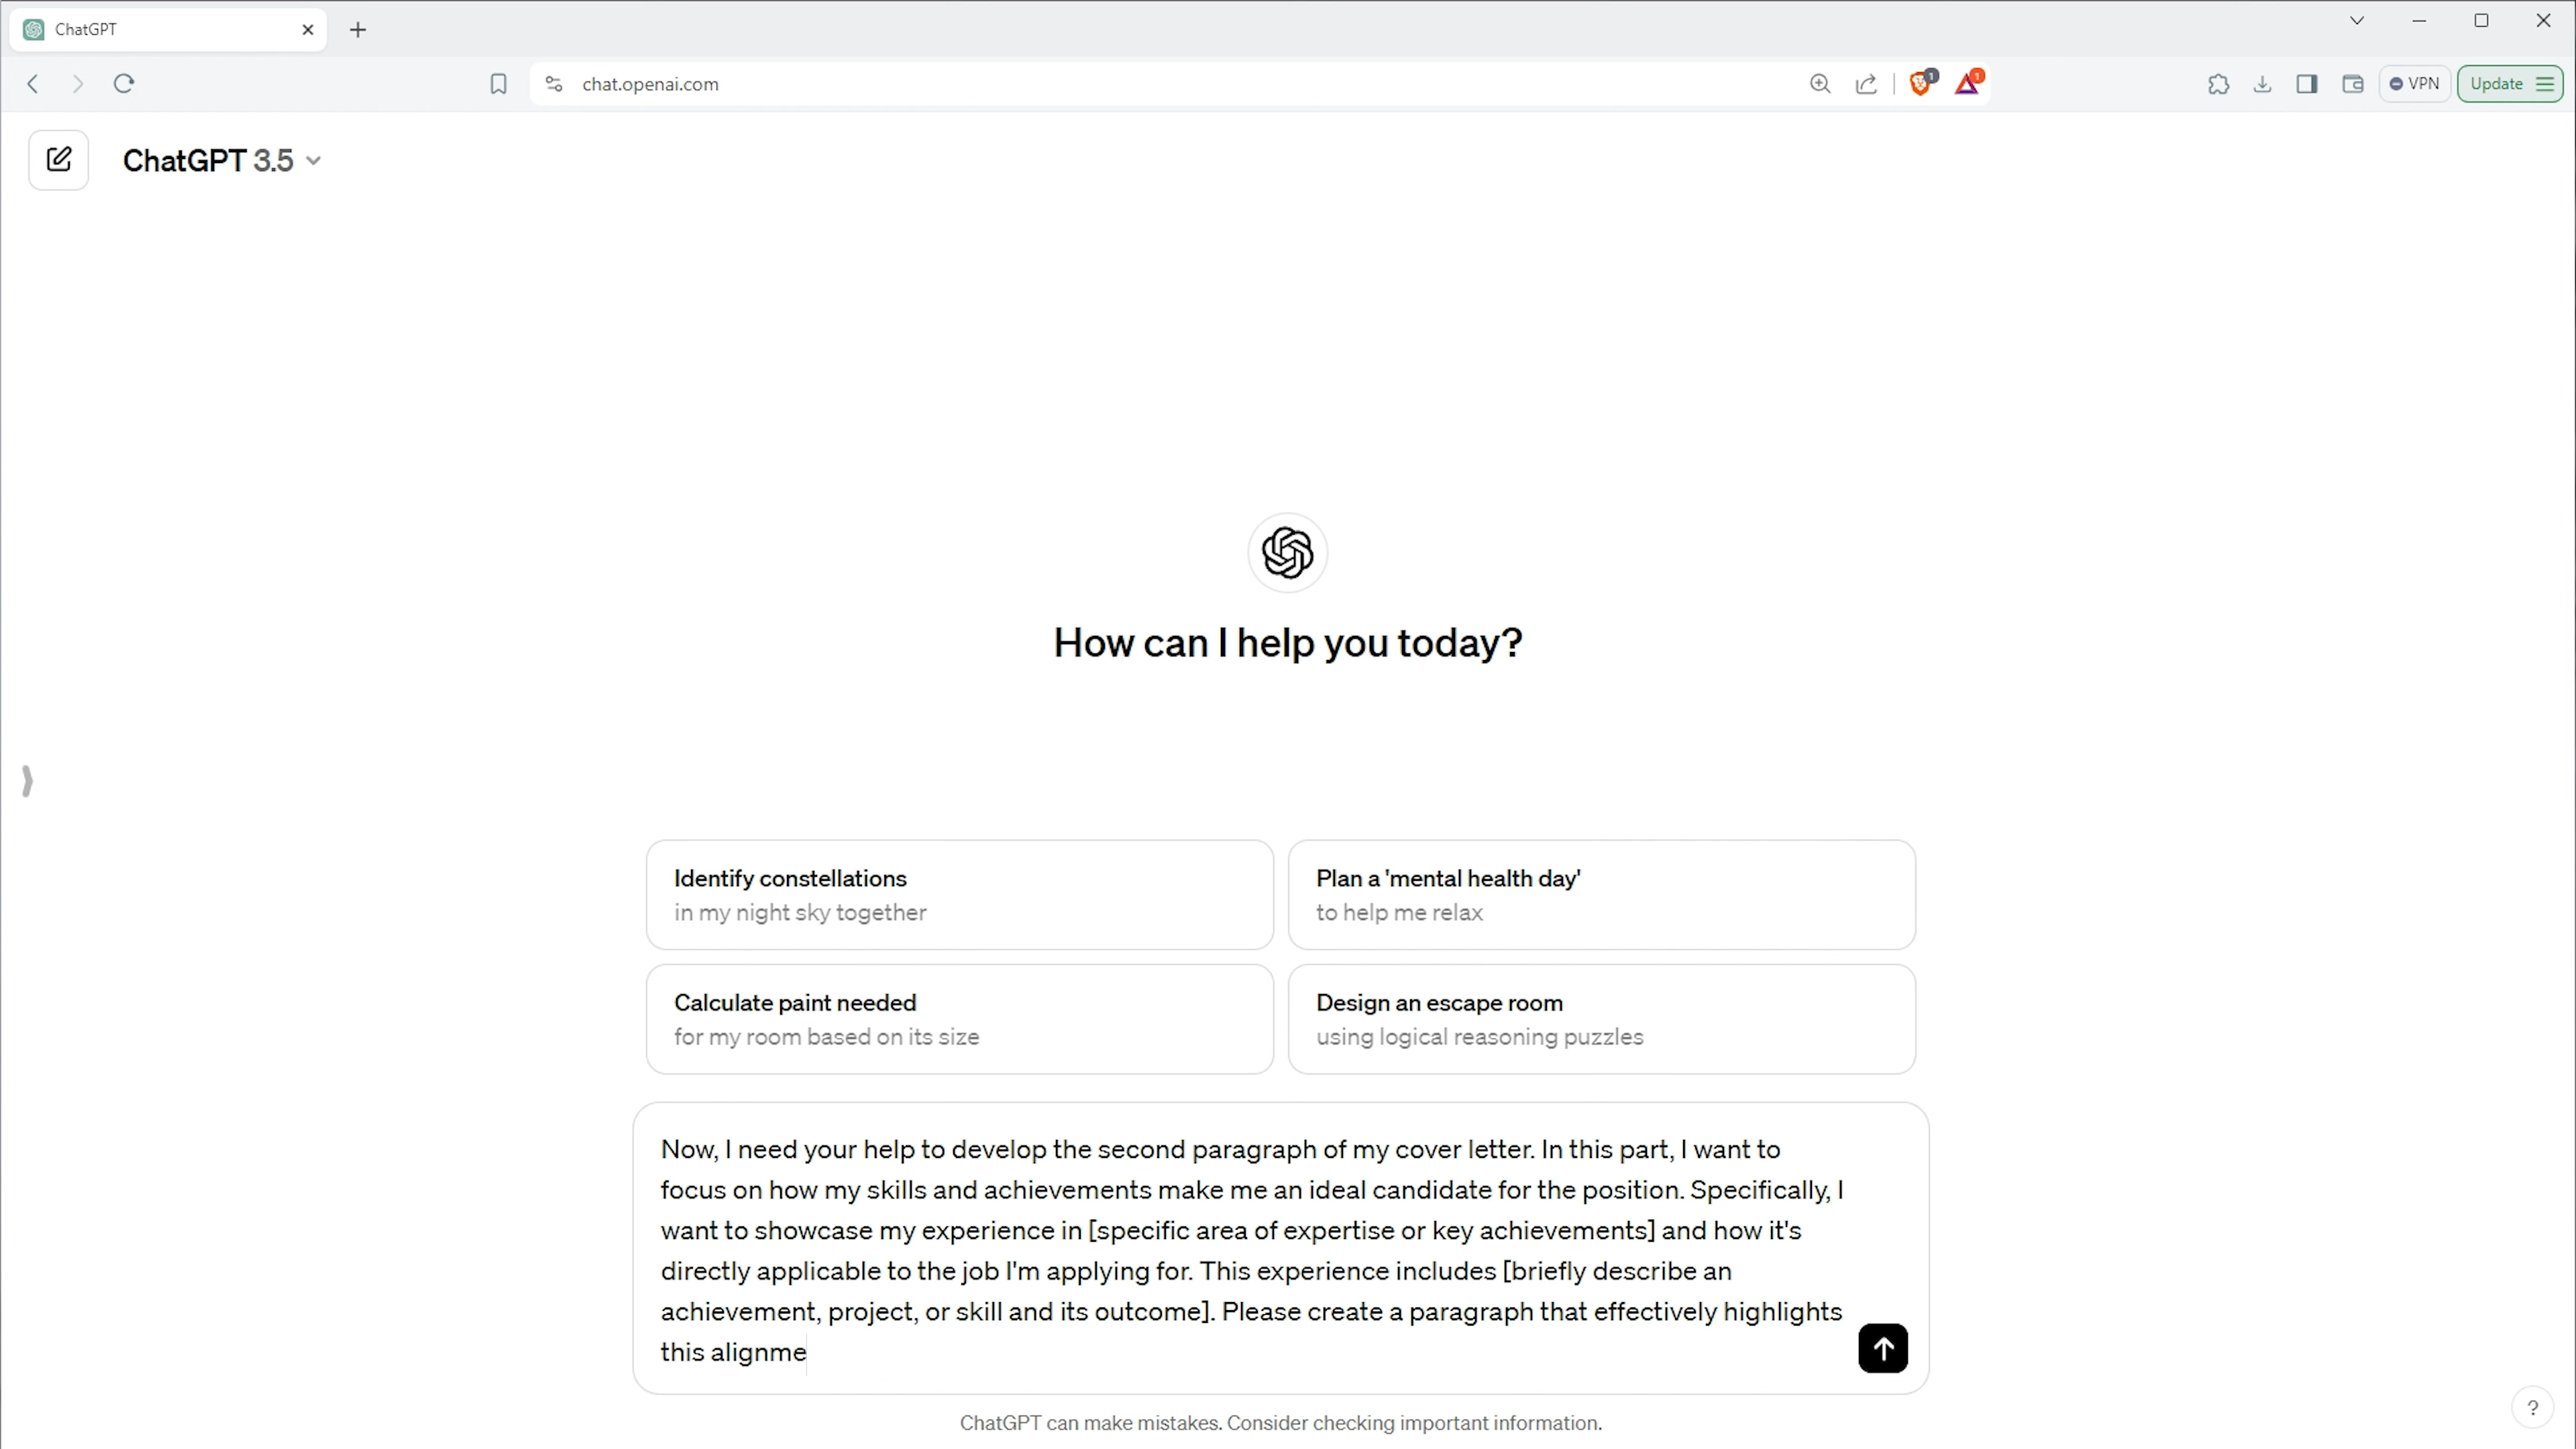 ChatGPT
chat.openai.com
1
1
VPN
Update
ChatGPT 3.5
How can I help you today?
Identify constellations
in my night sky together
Plan a 'mental health day'
to help me relax
Calculate paint needed
for my room based on its size
Design an escape room
using logical reasoning puzzles
Now, I need your help to develop the second paragraph of my cover letter. In this part, I want to
focus on how my skills and achievements make me an ideal candidate for the position. Specifically, I
want to showcase my experience in [specific area of expertise or key achievements] and how it's
directly applicable to the job I'm applying for. This experience includes [briefly describe an
achievement, project, or skill and its outcome]. Please create a paragraph that effectively highlights
this alignme
ChatGPT can make mistakes. Consider checking important information.
?